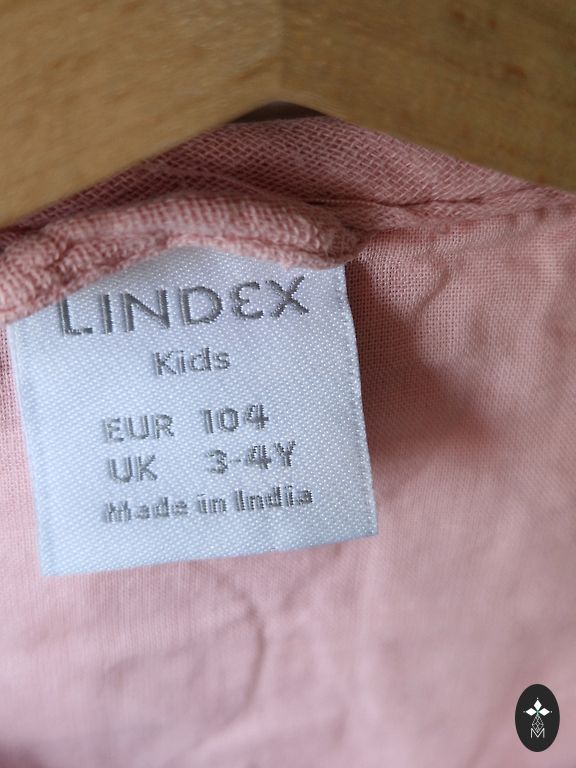 LINDEX
Kids
EUR 104
UK 3-4Y
Made in India
M